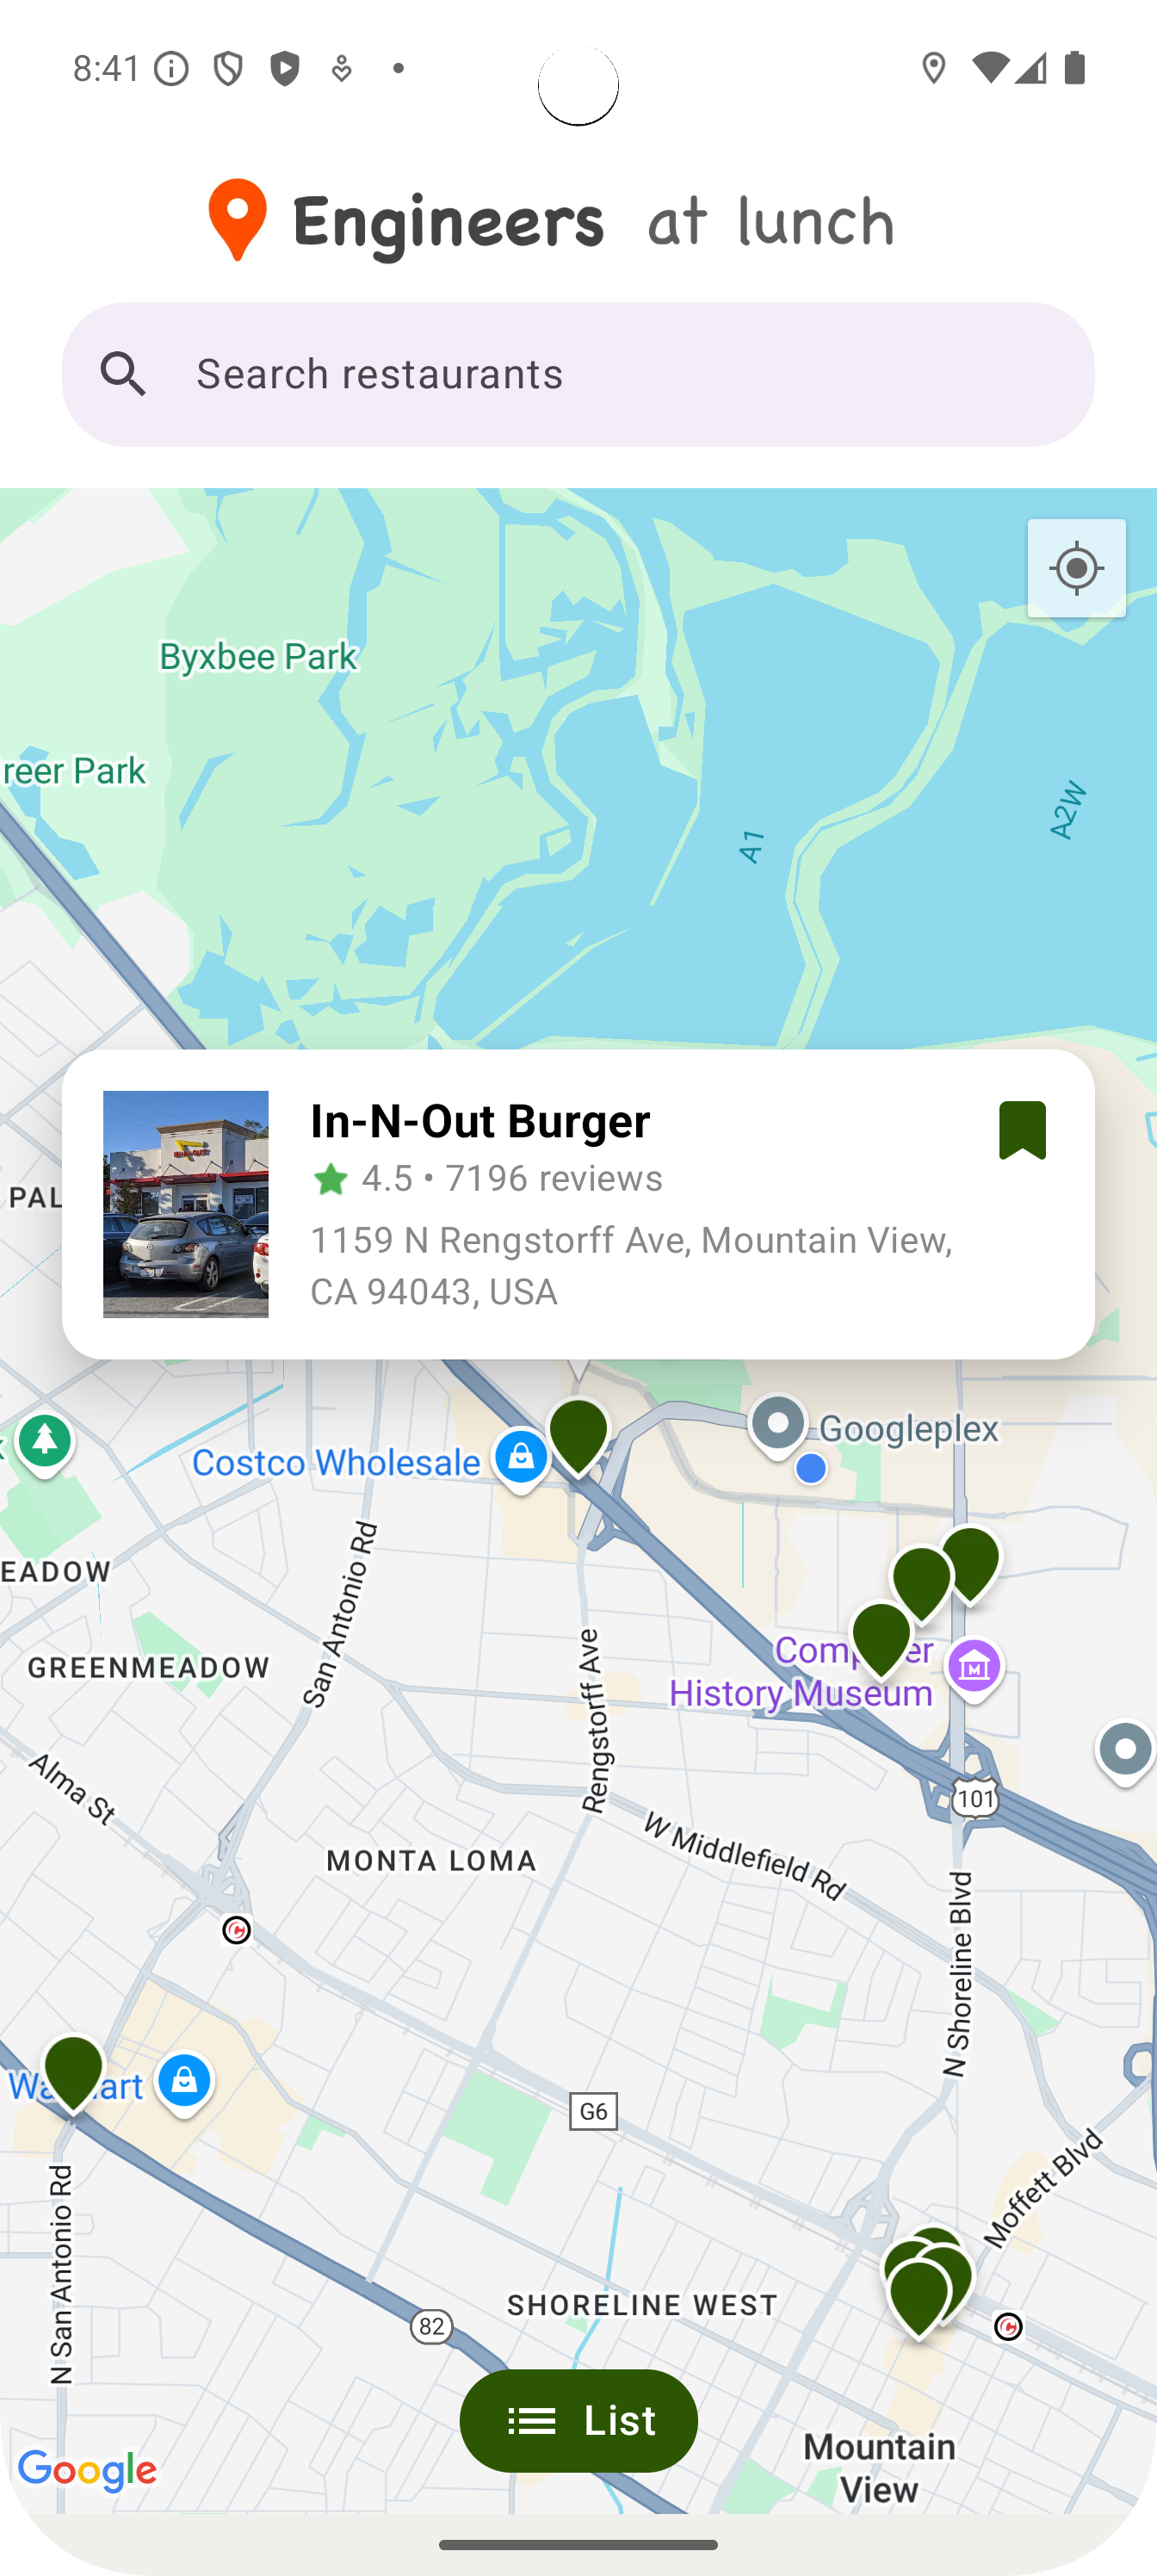 8:41
Engineers at lunch
Search restaurants
Byxbee Park
reer Park
A1
A2W
In-N-Out Burger
4.5 • 7196 reviews
1159 N Rengstorff Ave, Mountain View,
CA 94043, USA
PAL
Googleplex
Costco Wholesale
San Antonio Rd
EADOW
GREENMEADOW
Rengstorff Ave
History Museum
Alma St
101
W Middlefield Rd
MONTA LOMA
N Shoreline Blvd
G6
Moffett Blvd
N San Antonio Rd
SHORELINE WEST
82
List
Mountain
View
Google